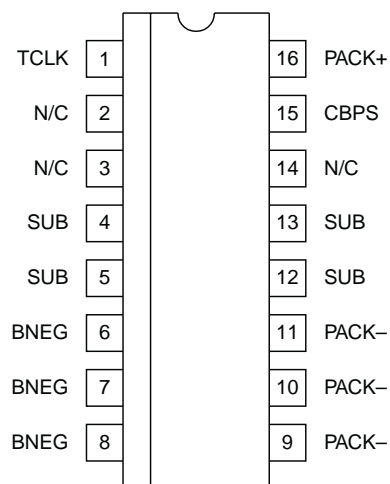 TCLK 1 16 PACK+
N/C 2 15 CBPS
N/C 3 14 N/C
SUB 4 13 SUB
SUB 5 12 SUB
BNEG 6 11 PACK–
BNEG 7 10 PACK–
BNEG 8 9 PACK–